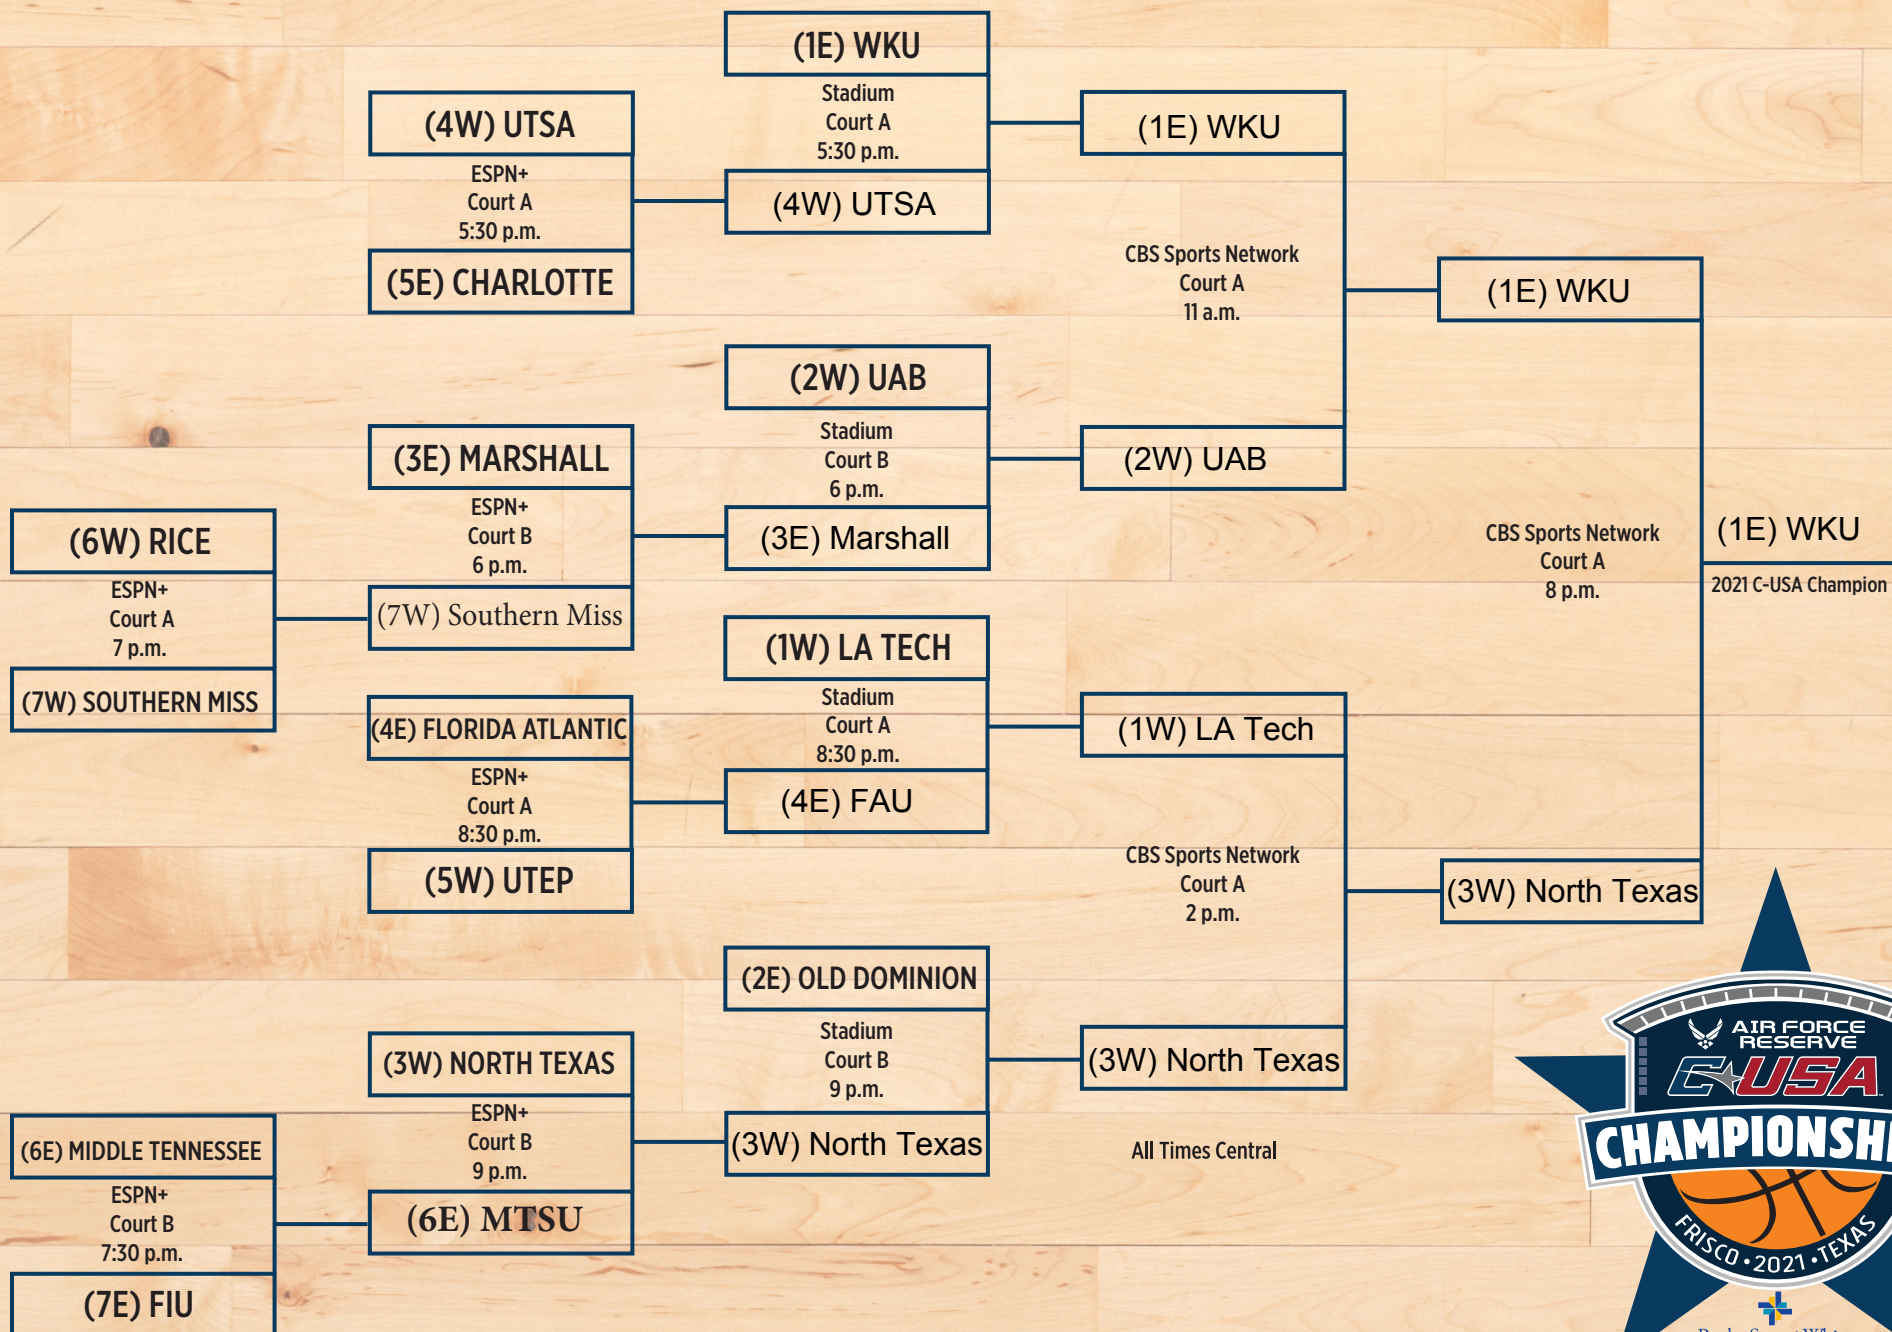 (1E) WKU
Stadium
Court A
5:30 p.m.
(4W) UTSA
(4W) UTSA
ESPN+
Court A
5:30 p.m.
(5E) CHARLOTTE
(1E) WKU
CBS Sports Network
Court A
11 a.m.
(2W) UAB
(1E) WKU
(2W) UAB
Stadium
Court B
6 p.m.
(3E) Marshall
(3E) MARSHALL
ESPN+
Court B
6 p.m.
(7W) Southern Miss
(6W) RICE
ESPN+
Court A
7 p.m.
(7W) SOUTHERN MISS
CBS Sports Network
Court A
8 p.m.
(1E) WKU
2021 C-USA Champion
(1W) LA TECH
Stadium
Court A
8:30 p.m.
(4E) FAU
(4E) FLORIDA ATLANTIC
ESPN+
Court A
8:30 p.m.
(5W) UTEP
(1W) LA Tech
CBS Sports Network
Court A
2 p.m.
(3W) North Texas
(3W) North Texas
(2E) OLD DOMINION
Stadium
Court B
9 p.m.
(3W) North Texas
(3W) NORTH TEXAS
ESPN+
Court B
9 p.m.
(6E) MTSU
(6E) MIDDLE TENNESSEE
ESPN+
Court B
7:30 p.m.
(7E) FIU
All Times Central
AIR FORCE
RESERVE
C-USA
CHAMPIONSHI
FRISCO • 2021 • TEXAS